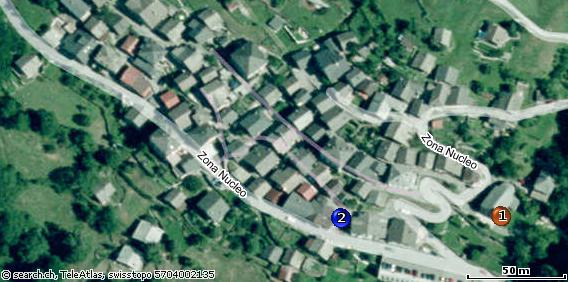 Zona Nucleo
Zona Nucleo
1
2
50 m
© search.ch, TeleAtlas, swisstopo 5704002135